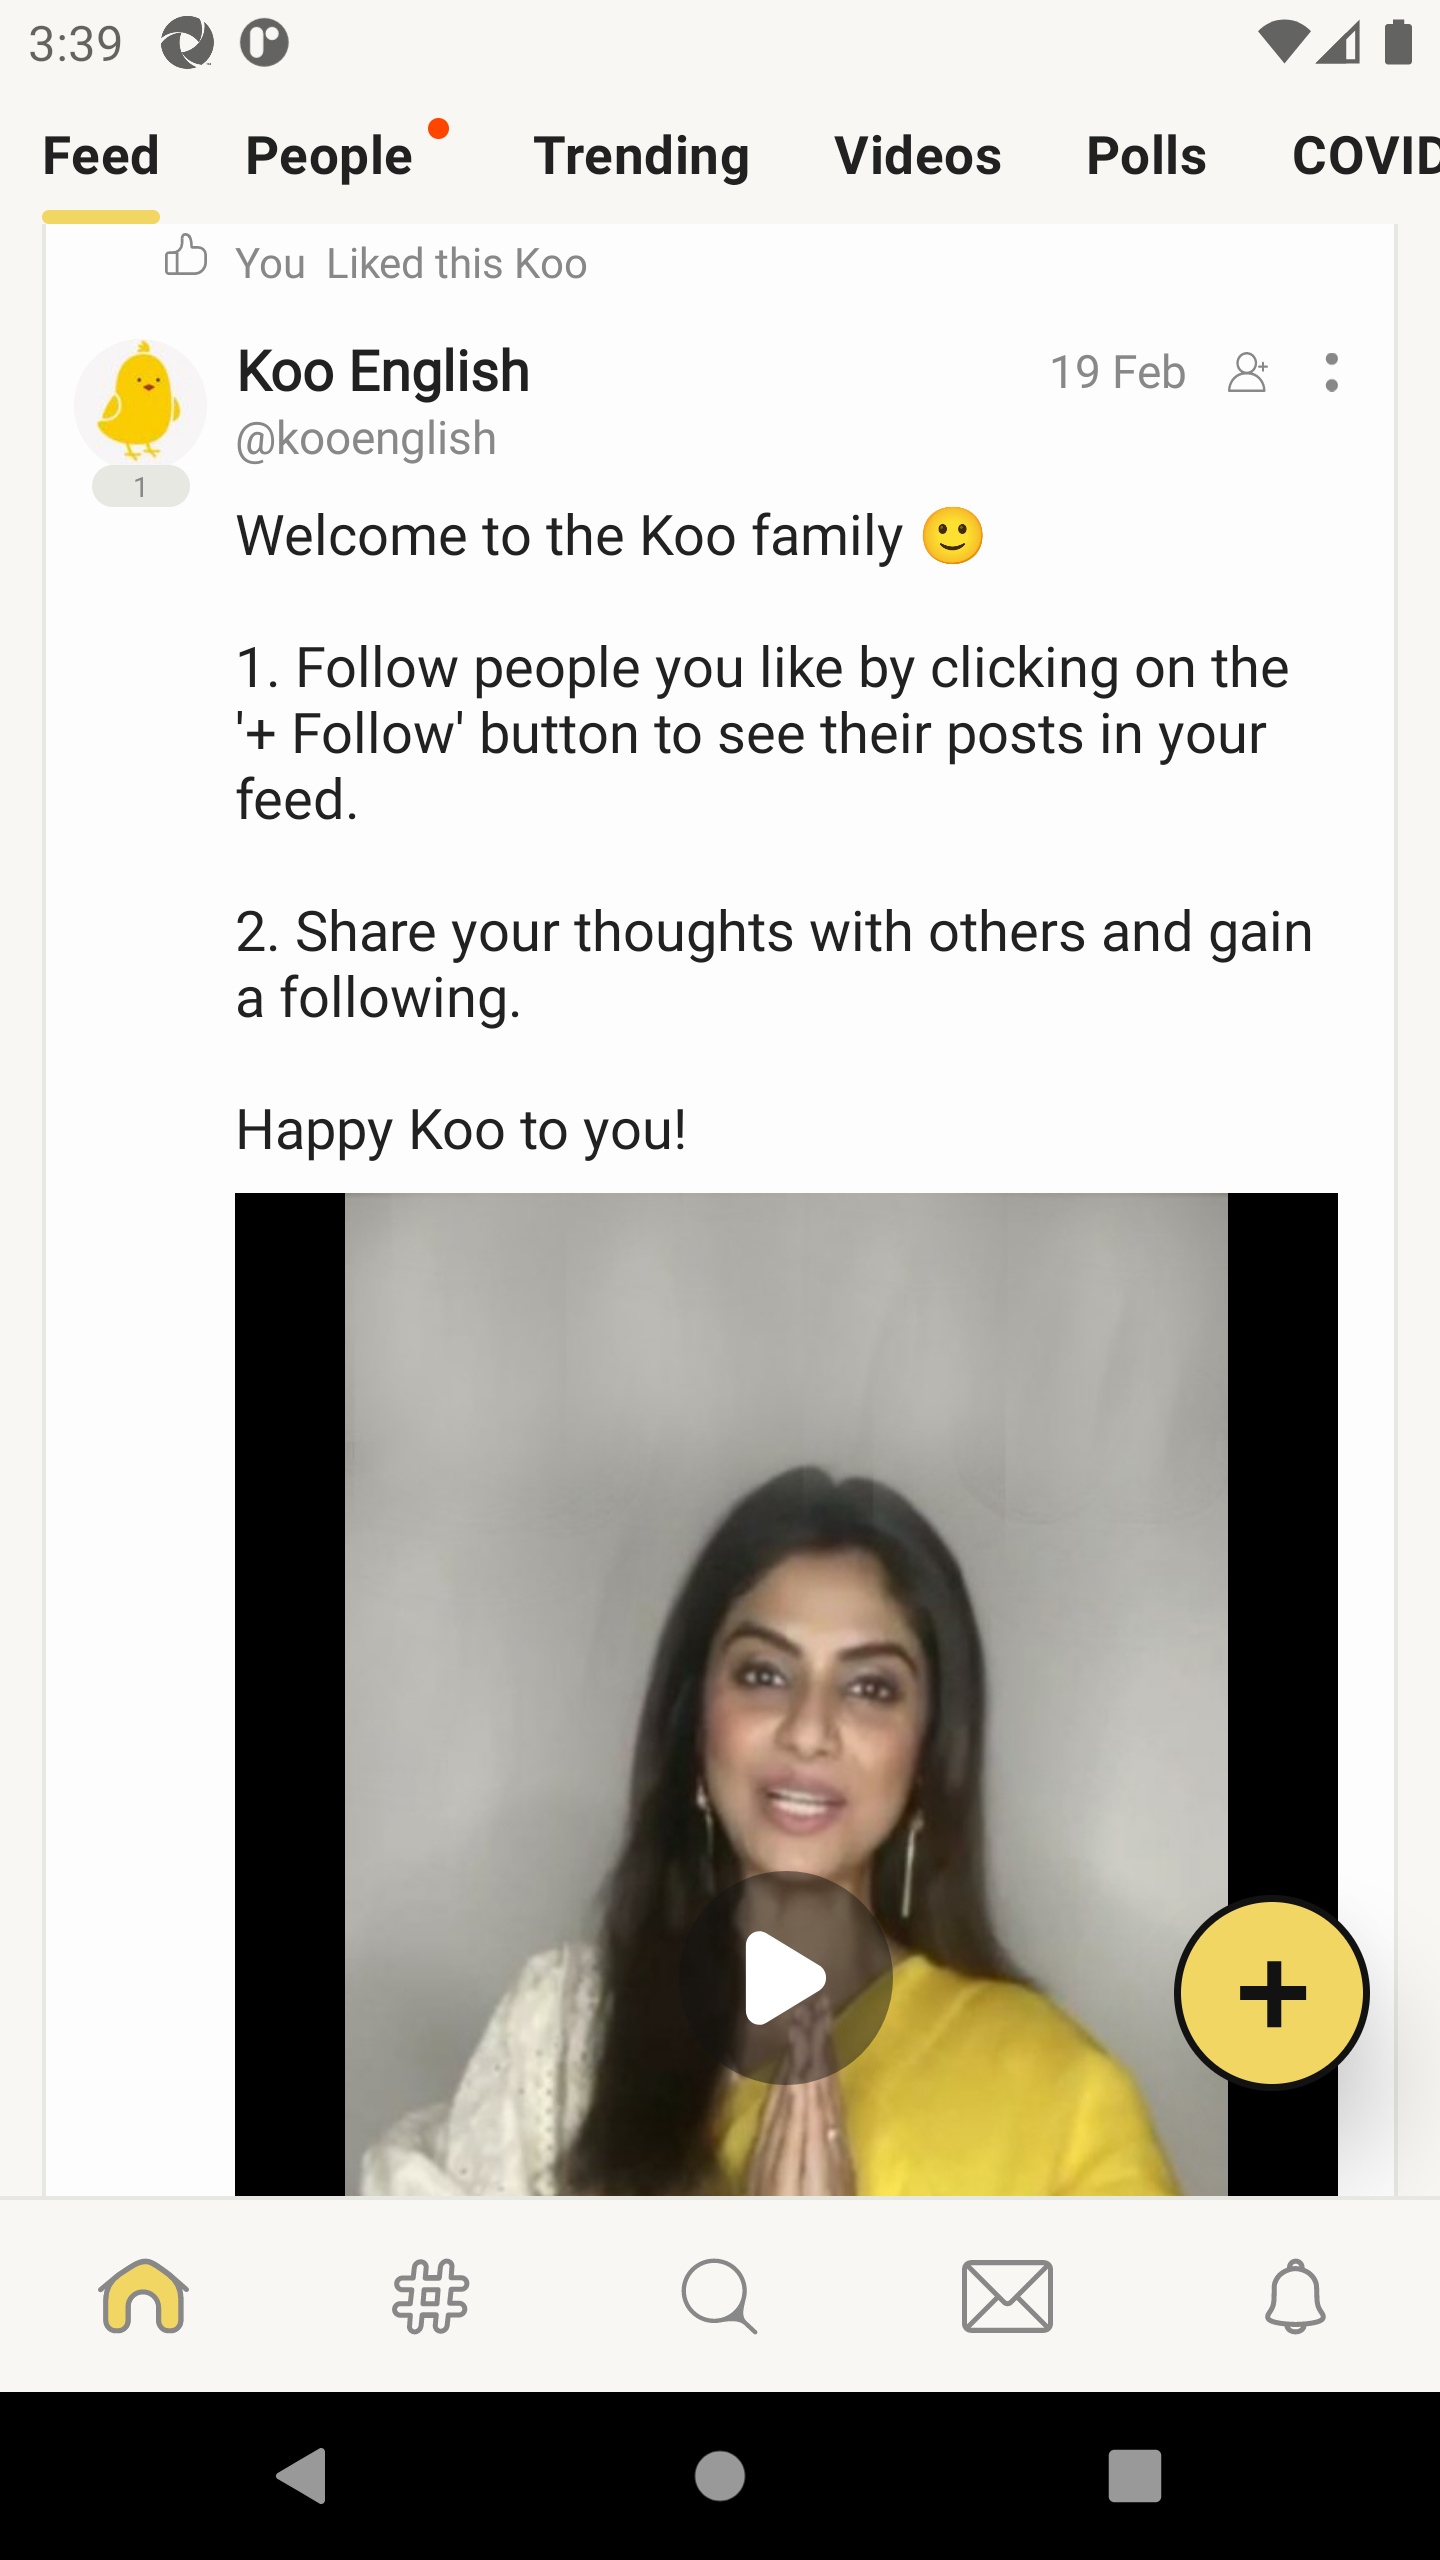 3:39
Feed People Trending Videos Polls COVID
You Liked this Koo
Koo English 19 Feb
@kooenglish
1
Welcome to the Koo family 🙂
1. Follow people you like by clicking on the
'+ Follow' button to see their posts in your
feed.
2. Share your thoughts with others and gain
a following.
Happy Koo to you!